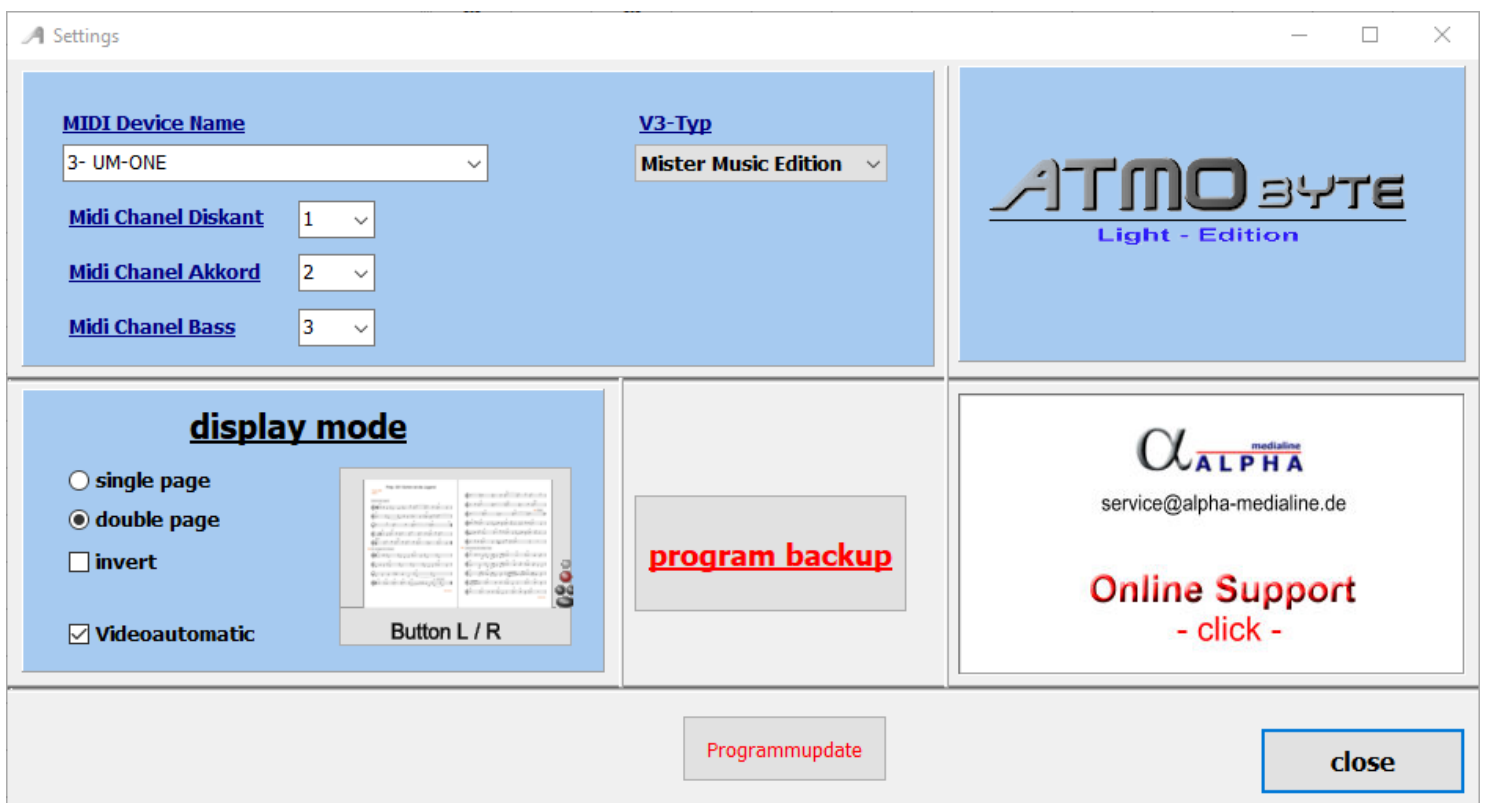 Settings
MIDI Device Name
3- UM-ONE
V3-Typ
Mister Music Edition
Midi Chanel Diskant
1
Midi Chanel Akkord
2
Midi Chanel Bass
3
ATMO BYTE
Light - Edition
display mode
single page
double page
invert
Videoautomatic
Button L / R
program backup
α medialine
ALPHA
service@alpha-medialine.de
Online Support
- click -
Programmupdate
close